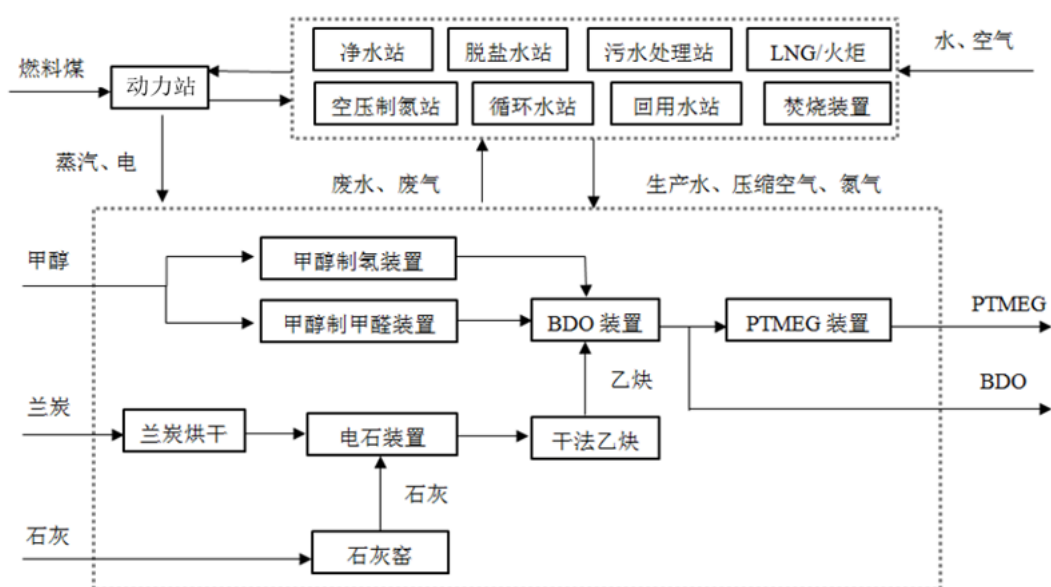 净水站
脱盐水站
污水处理站
LNG/火炬
水、空气
燃料煤
动力站
空压制氮站
循环水站
回用水站
焚烧装置
蒸汽、电
废水、废气
生产水、压缩空气、氮气
甲醇
甲醇制氢装置
甲醇制甲醛装置
BDO 装置
PTMEG 装置
PTMEG
BDO
乙炔
兰炭
兰炭烘干
电石装置
干法乙炔
石灰
石灰
石灰窑